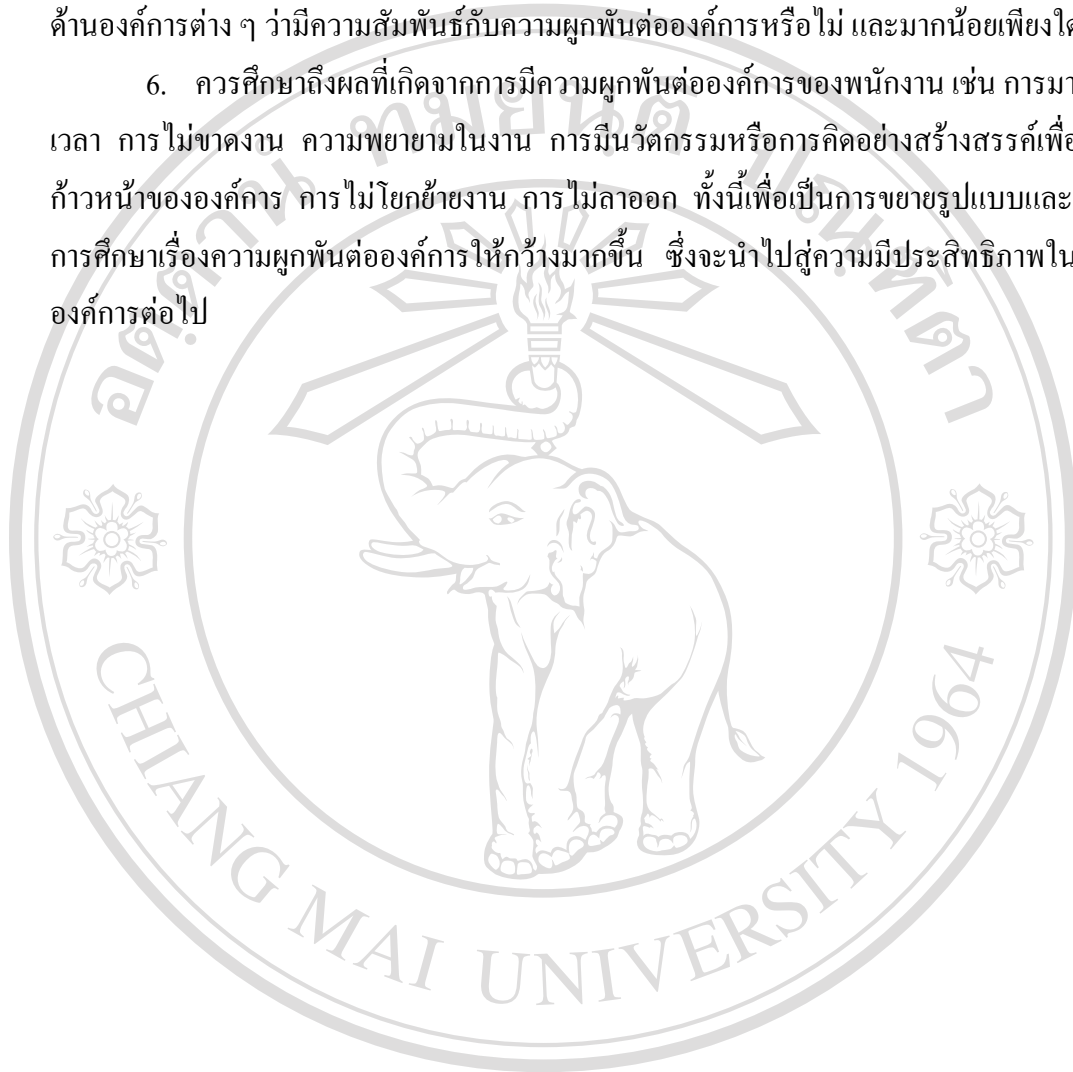 ด้านองค์การต่าง ๆ ว่ามีความสัมพันธ์กับความผูกพันต่อองค์การหรือไม่ และมากน้อยเพียงใด
6. ควรศึกษาถึงผลที่เกิดจากการมีความผูกพันต่อองค์การของพนักงาน เช่น การมา
เวลา การไม่ขาดงาน ความพยายามในงาน การมีนวัตกรรมหรือการคิดอย่างสร้างสรรค์เพื่อ
ก้าวหน้าขององค์การ การไม่โยกย้ายงาน การไม่ลาออก ทั้งนี้เพื่อเป็นการขยายรูปแบบและ
การศึกษาเรื่องความผูกพันต่อองค์การให้กว้างมากขึ้น ซึ่งจะนำไปสู่ความมีประสิทธิภาพใน
องค์การต่อไป
อตฺตานํ ทมยนฺติ ปณฺฑิตา
CHIANG MAI UNIVERSITY 1964